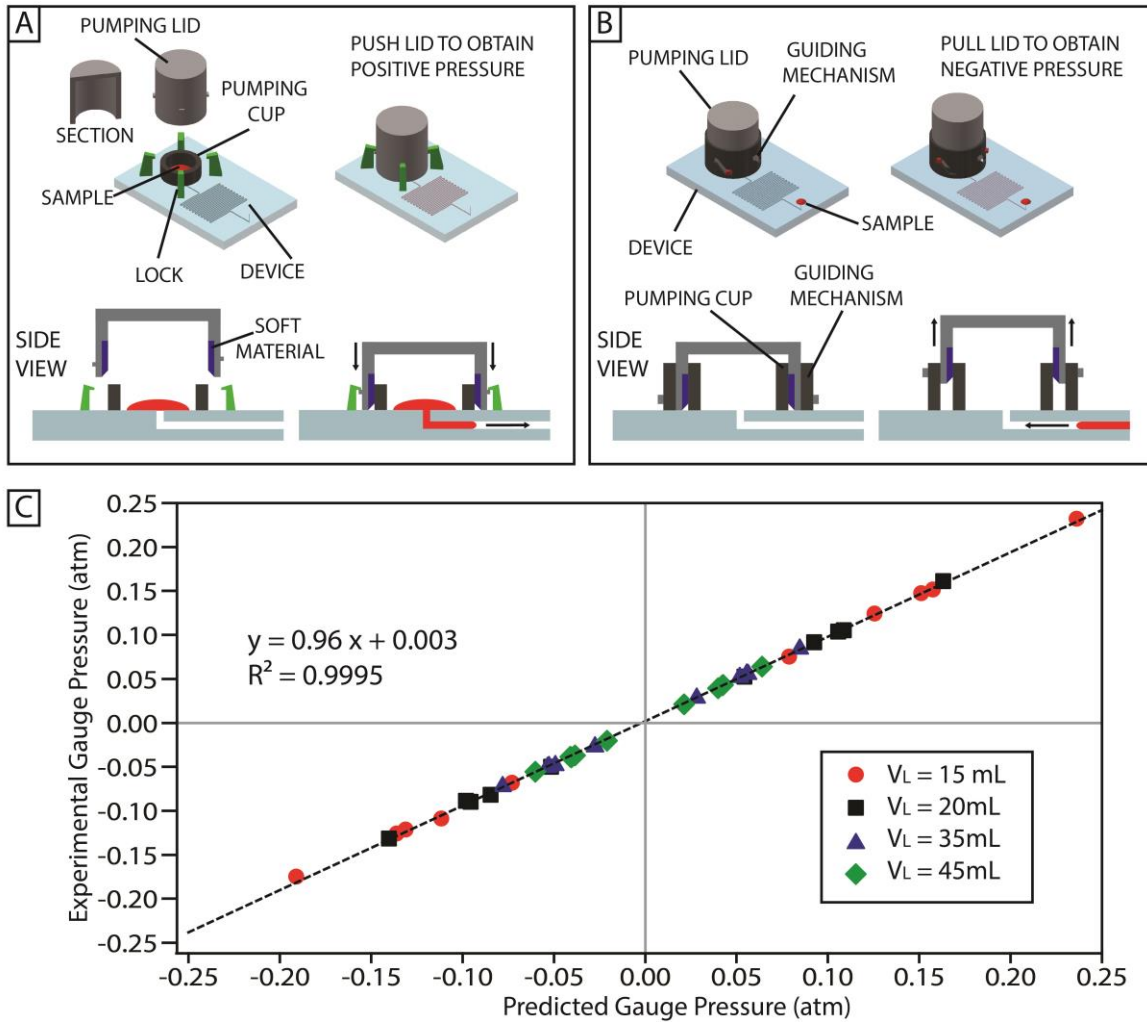 A
PUMPING LID
PUSH LID TO OBTAIN
POSITIVE PRESSURE
PUMPING
CUP
SECTION
SAMPLE
LOCK
DEVICE
SIDE
VIEW
SOFT
MATERIAL
B
PUMPING LID
GUIDING
MECHANISM
PULL LID TO OBTAIN
NEGATIVE PRESSURE
SAMPLE
DEVICE
PUMPING CUP
GUIDING
MECHANISM
SIDE
VIEW
C
Experimental Gauge Pressure (atm)
0.25
0.20
0.15
0.10
0.05
0.00
-0.05
-0.10
-0.15
-0.20
-0.25
y = 0.96 x + 0.003
R² = 0.9995
VL = 15 mL
VL = 20mL
VL = 35mL
VL = 45mL
-0.25 -0.20 -0.15 -0.10 -0.05 0.00 0.05 0.10 0.15 0.20 0.25
Predicted Gauge Pressure (atm)